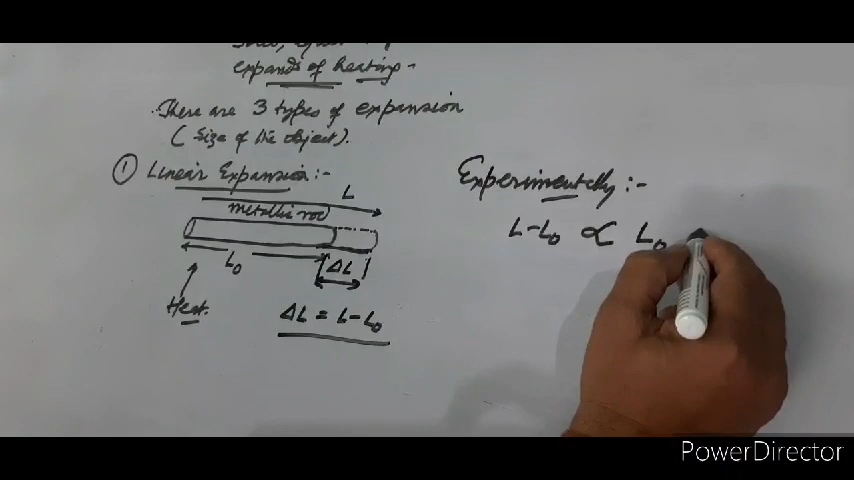 expands of heating-
There are 3 types of expansion
(Size of the object).
① Linear Expansion:-
L
metallic rod
L₀
ΔL
Heat.
ΔL = L-L₀
Experimentally:-
L-L₀ ∝ L₀
PowerDirector